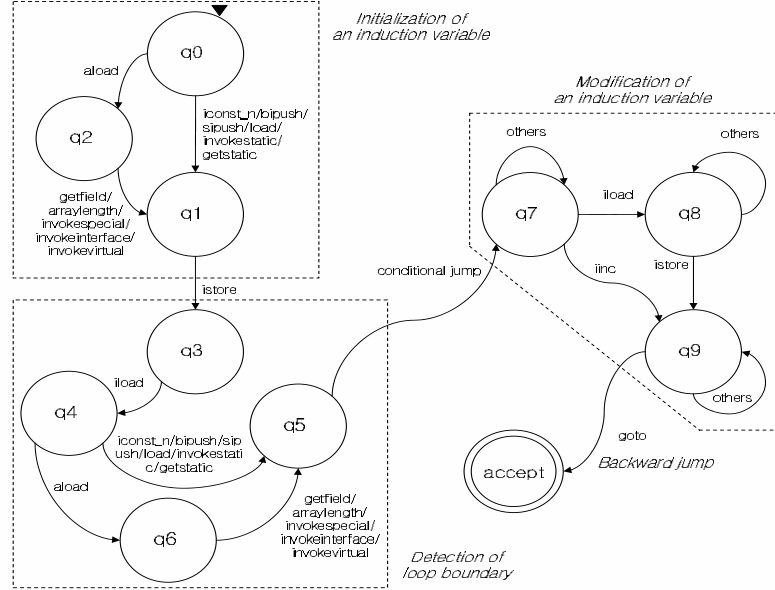 Initialization of
an induction variable
q0
aload
iconst_n/bipush/
sipush/load/
invokestatic/
getstatic
q2
getfield/
arraylength/
invokespecial/
invokeinterface/
invokevirtual
q1
istore
Modification of
an induction variable
others
others
q7
iload
q8
iinc
istore
conditional jump
q9
others
goto
Backward jump
accept
q3
iload
q4
iconst_n/bipush/sip
ush/load/invokestati
c/getstatic
q5
aload
q6
getfield/
arraylength/
invokespecial/
invokeinterface/
invokevirtual
Detection of
loop boundary